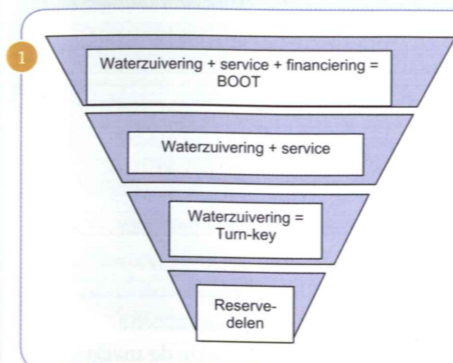 1
Waterzuivering + service + financiering =
BOOT
Waterzuivering + service
Waterzuivering =
Turn-key
Reserve-
delen